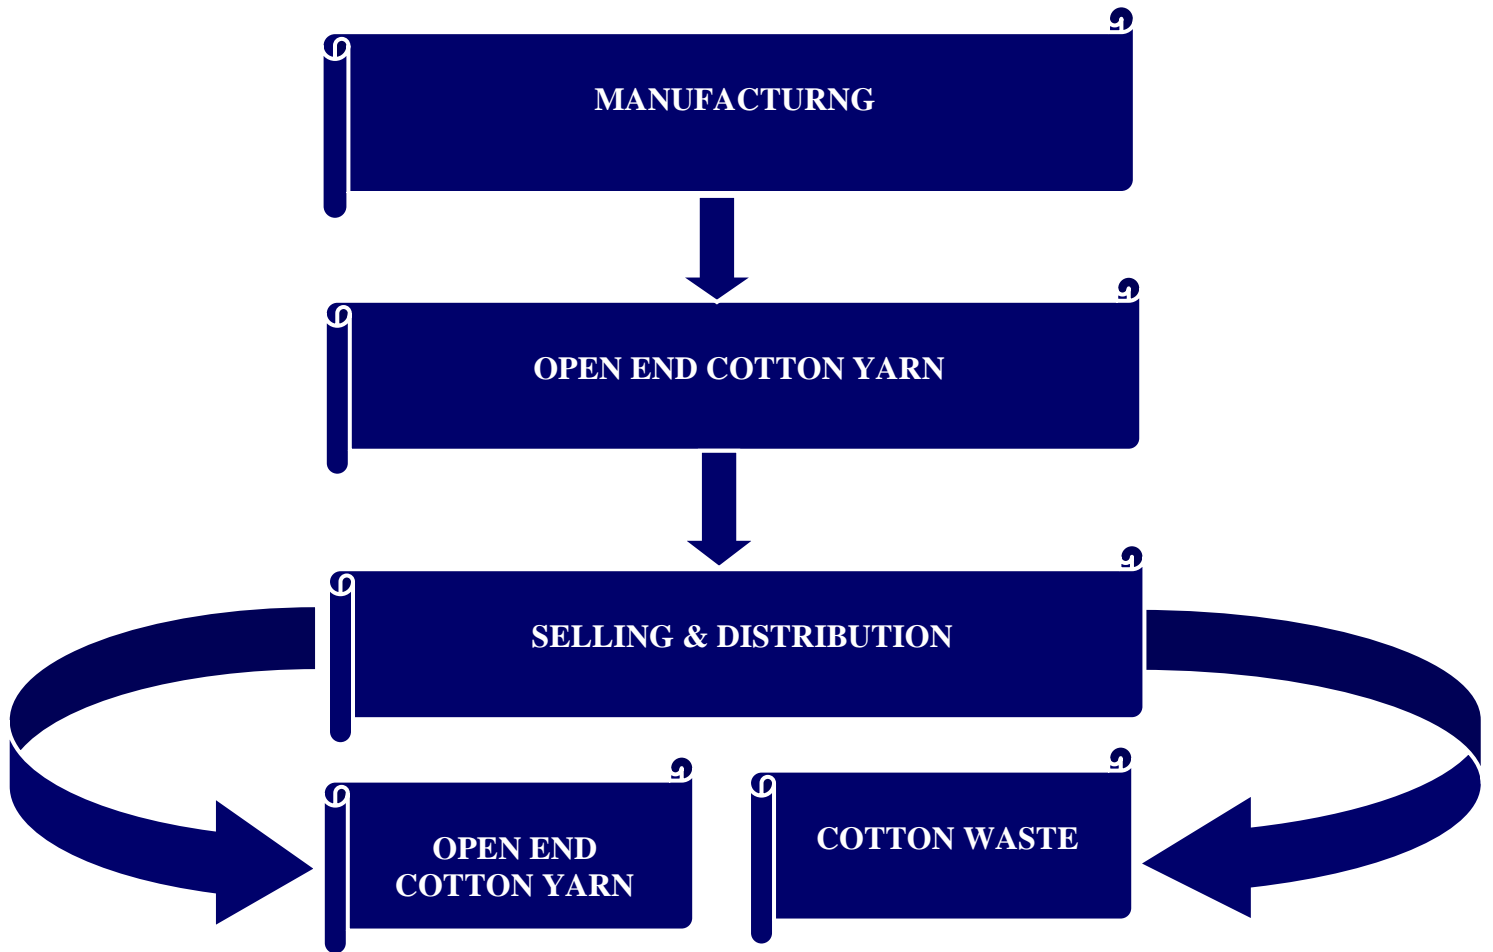 MANUFACTURNG
OPEN END COTTON YARN
SELLING & DISTRIBUTION
OPEN END
COTTON YARN
COTTON WASTE